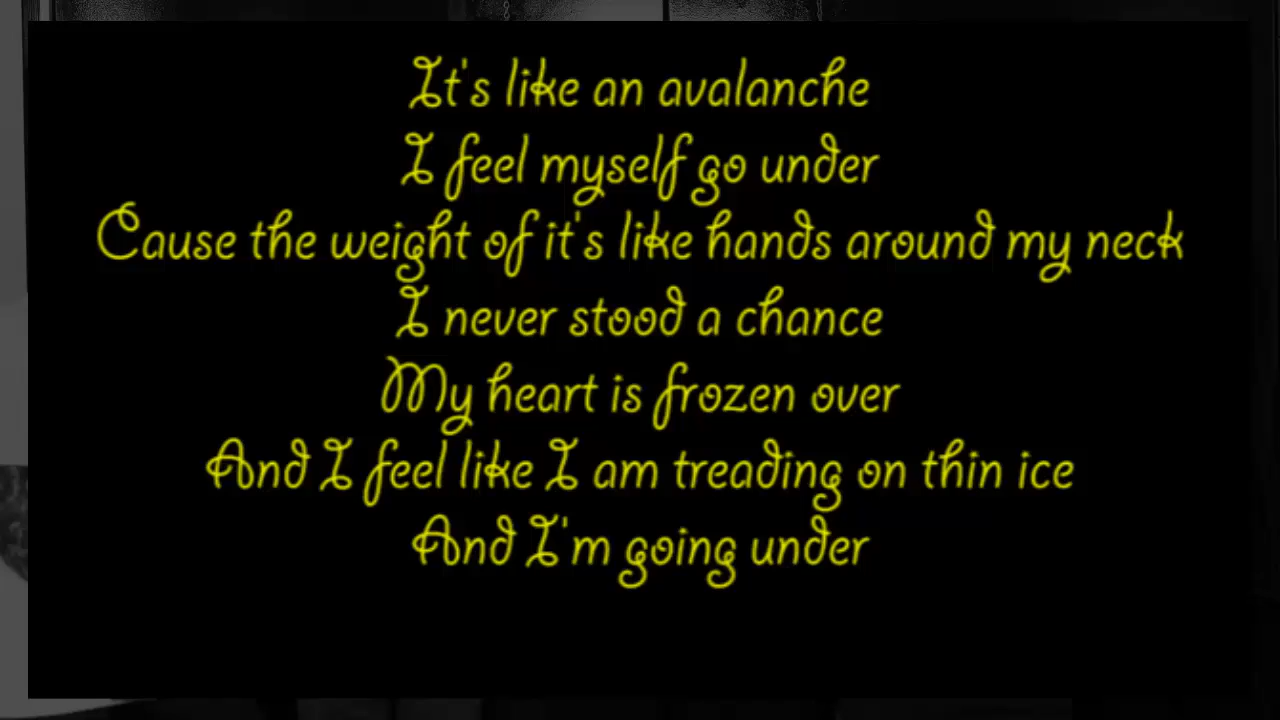 It's like an avalanche
I feel myself go under
Cause the weight of it's like hands around my neck
I never stood a chance
My heart is frozen over
And I feel like I am treading on thin ice
And I'm going under